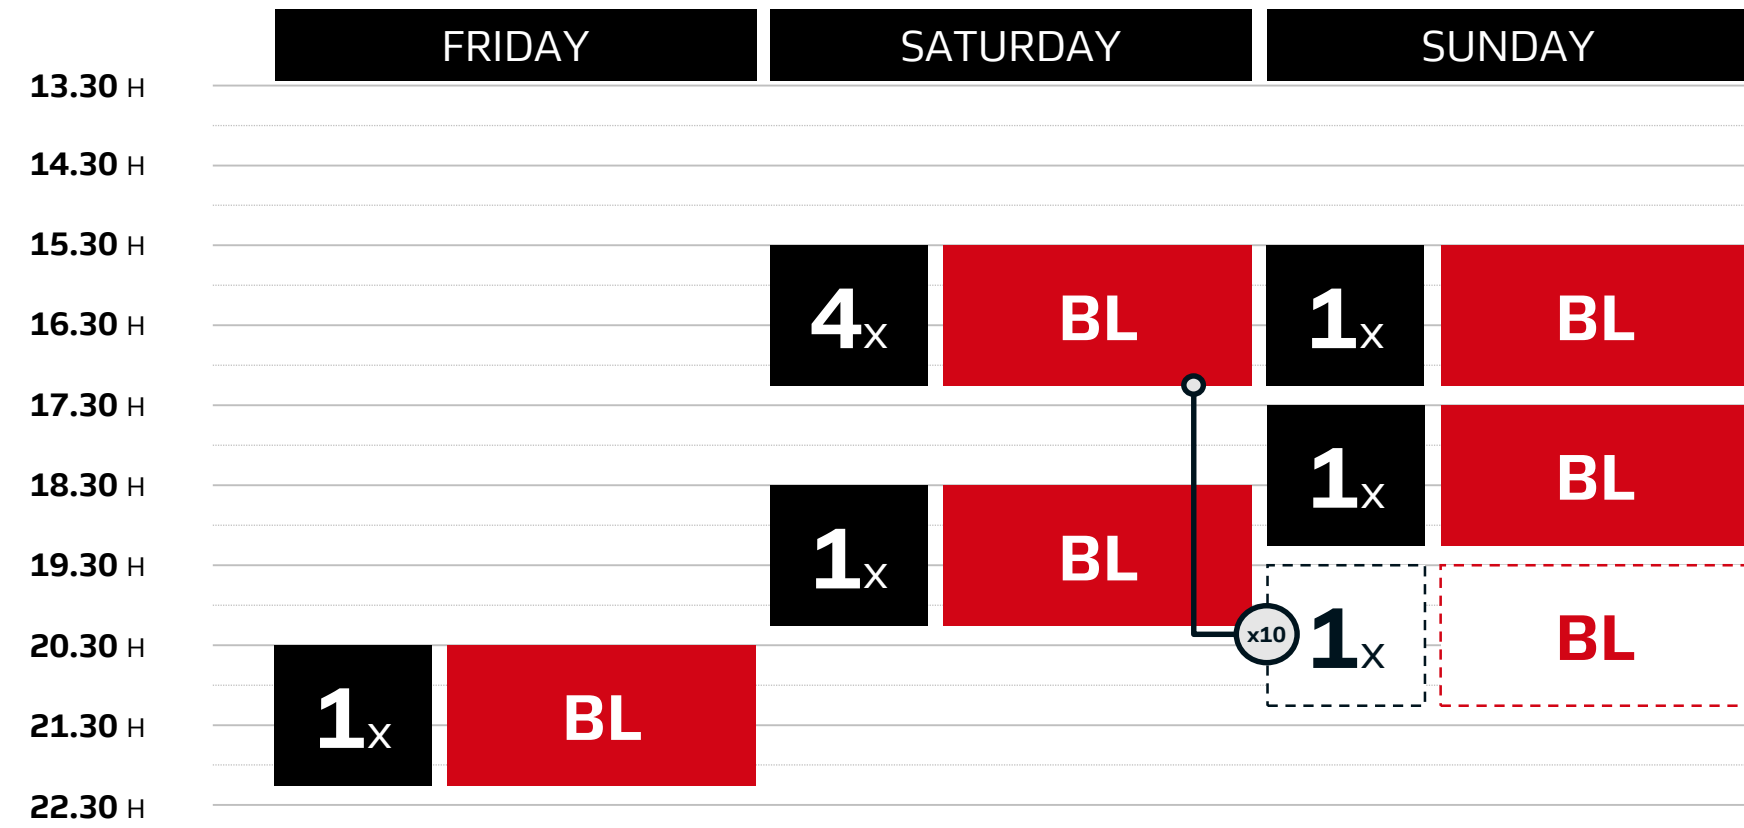 FRIDAY SATURDAY SUNDAY
13.30 H
14.30 H
15.30 H
4x BL 1x BL
16.30 H
17.30 H
1x BL
18.30 H
1x BL
19.30 H
x10 1x BL
20.30 H
1x BL
21.30 H
22.30 H